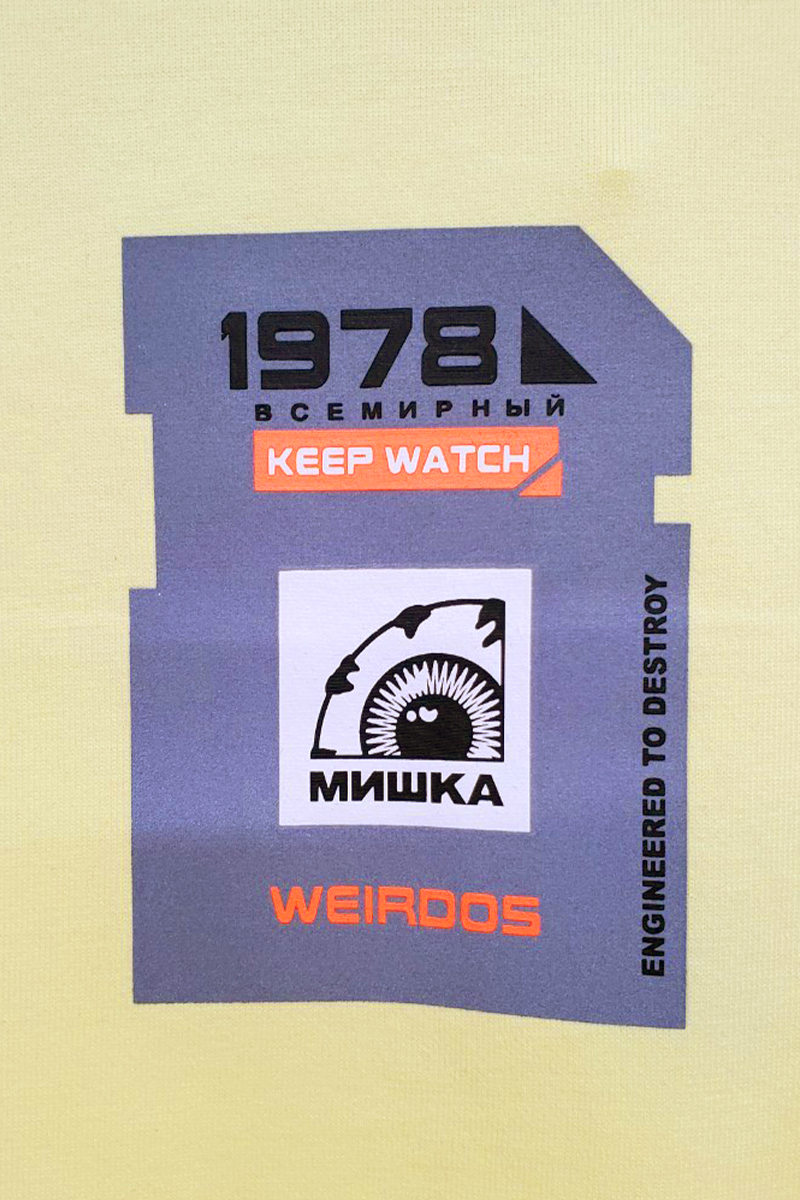 1978
ВСЕМИРНЫЙ
KEEP WATCH
МИШКА
WEIRDOS
ENGINEERED TO DESTROY